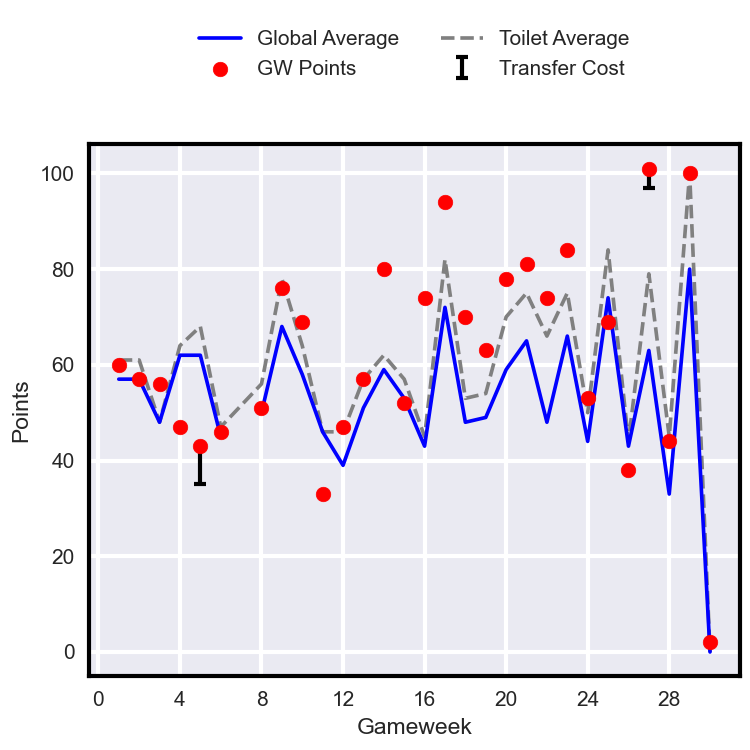 Global Average
Toilet Average
GW Points
Transfer Cost
100
80
60
40
20
0
Points
0 4 8 12 16 20 24 28
Gameweek